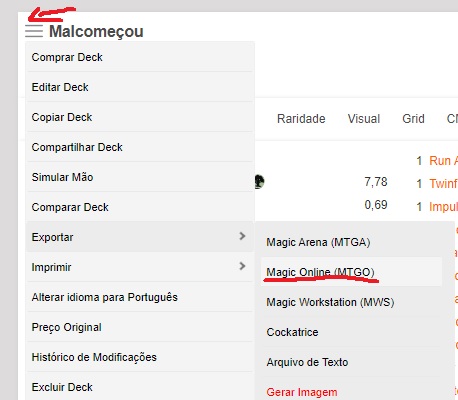 Malcomeçou
Comprar Deck
Editar Deck
Copiar Deck
Compartilhar Deck
Simular Mão
Comparar Deck
Exportar
Imprimir
Alterar idioma para Português
Preço Original
Histórico de Modificações
Excluir Deck
Raridade Visual Grid
1 Run
7,78 1 Twinf
0,69 1 Impul
Magic Arena (MTGA)
Magic Online (MTGO)
Magic Workstation (MWS)
Cockatrice
Arquivo de Texto
Gerar Imagem